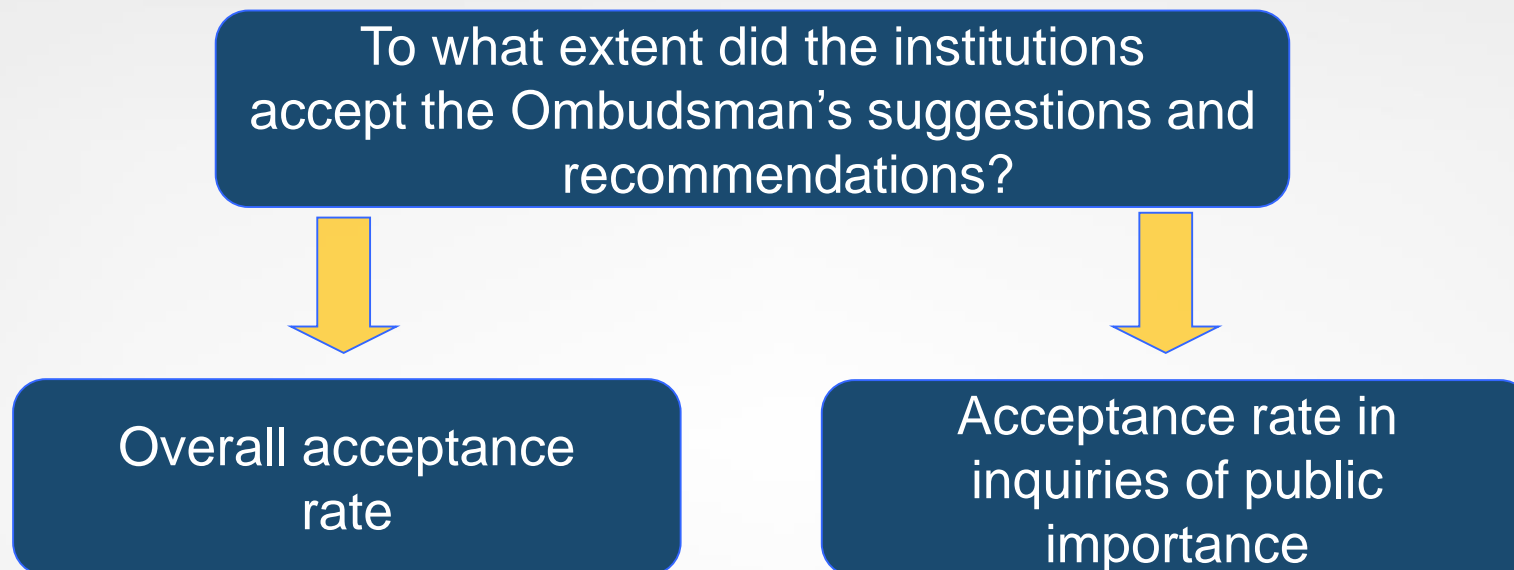 To what extent did the institutions
accept the Ombudsman’s suggestions and
recommendations?
Overall acceptance
rate
Acceptance rate in
inquiries of public
importance